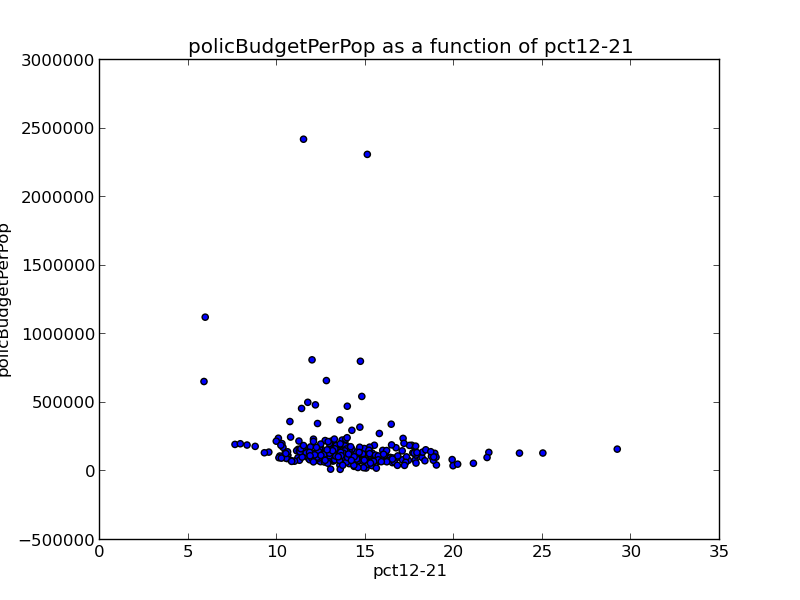 policBudgetPerPop as a function of pct12-21
3000000
2500000
2000000
1500000
1000000
500000
0
−500000
policBudgetPerPop
0 5 10 15 20 25 30 35
pct12-21